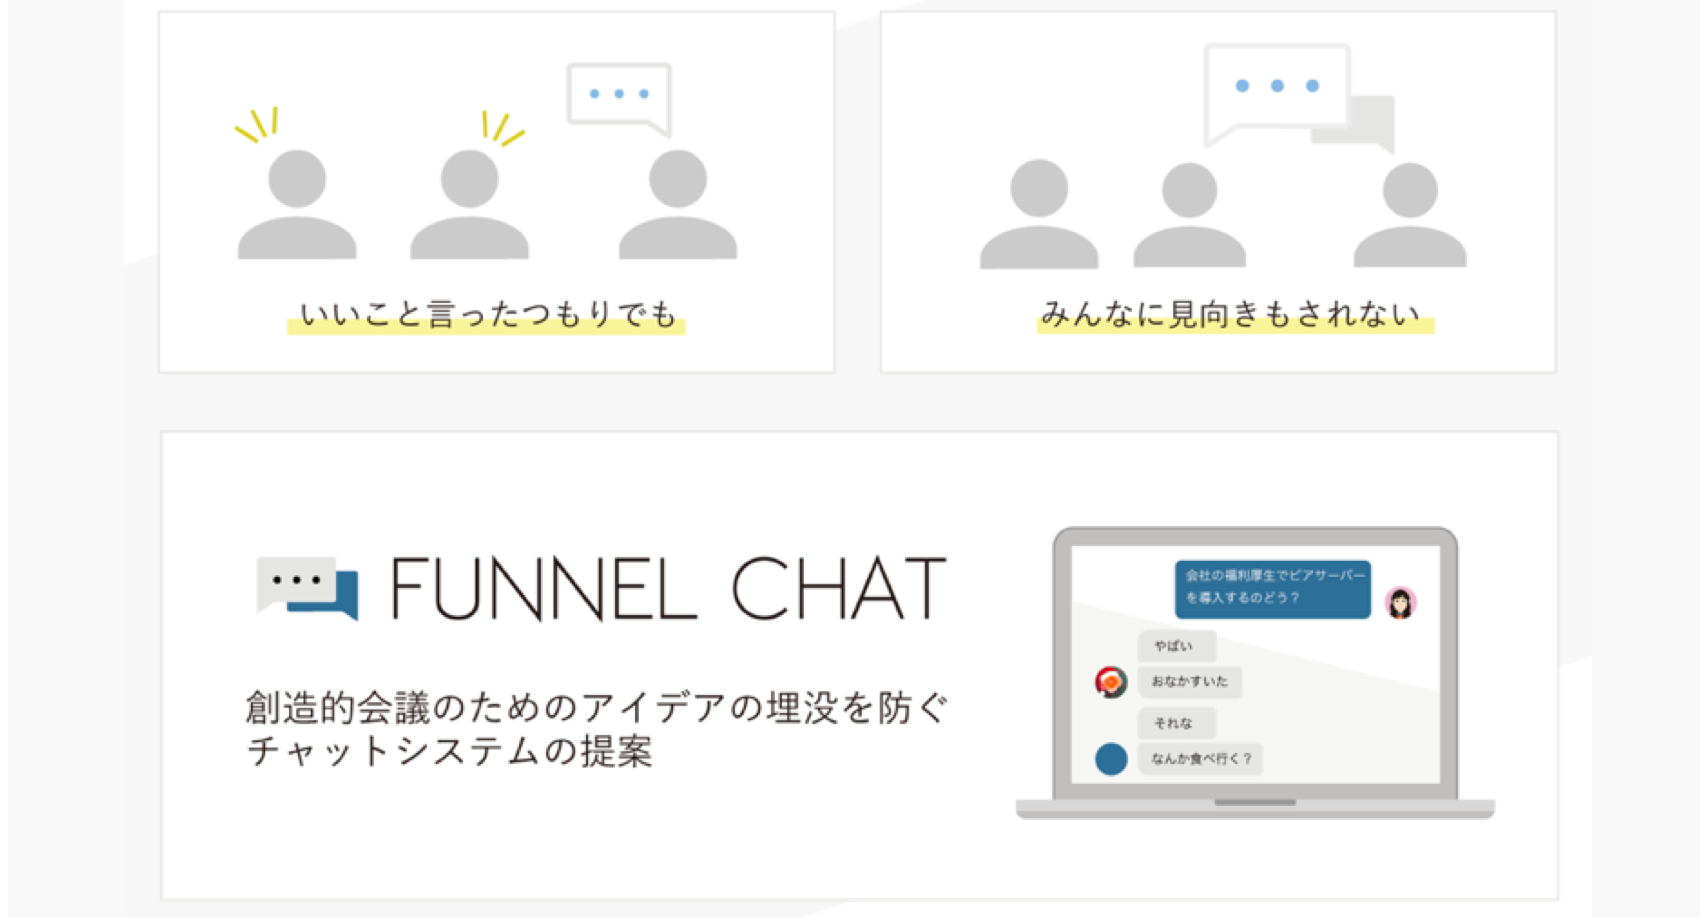 いいこと言ったつもりでも
みんなに見向きもされない
FUNNEL CHAT
創造的会議のためのアイデアの埋没を防ぐ
チャットシステムの提案
会社の福利厚生でビアサーバー
を導入するのどう？
やばい
おなかすいた
それな
なんか食べ行く？